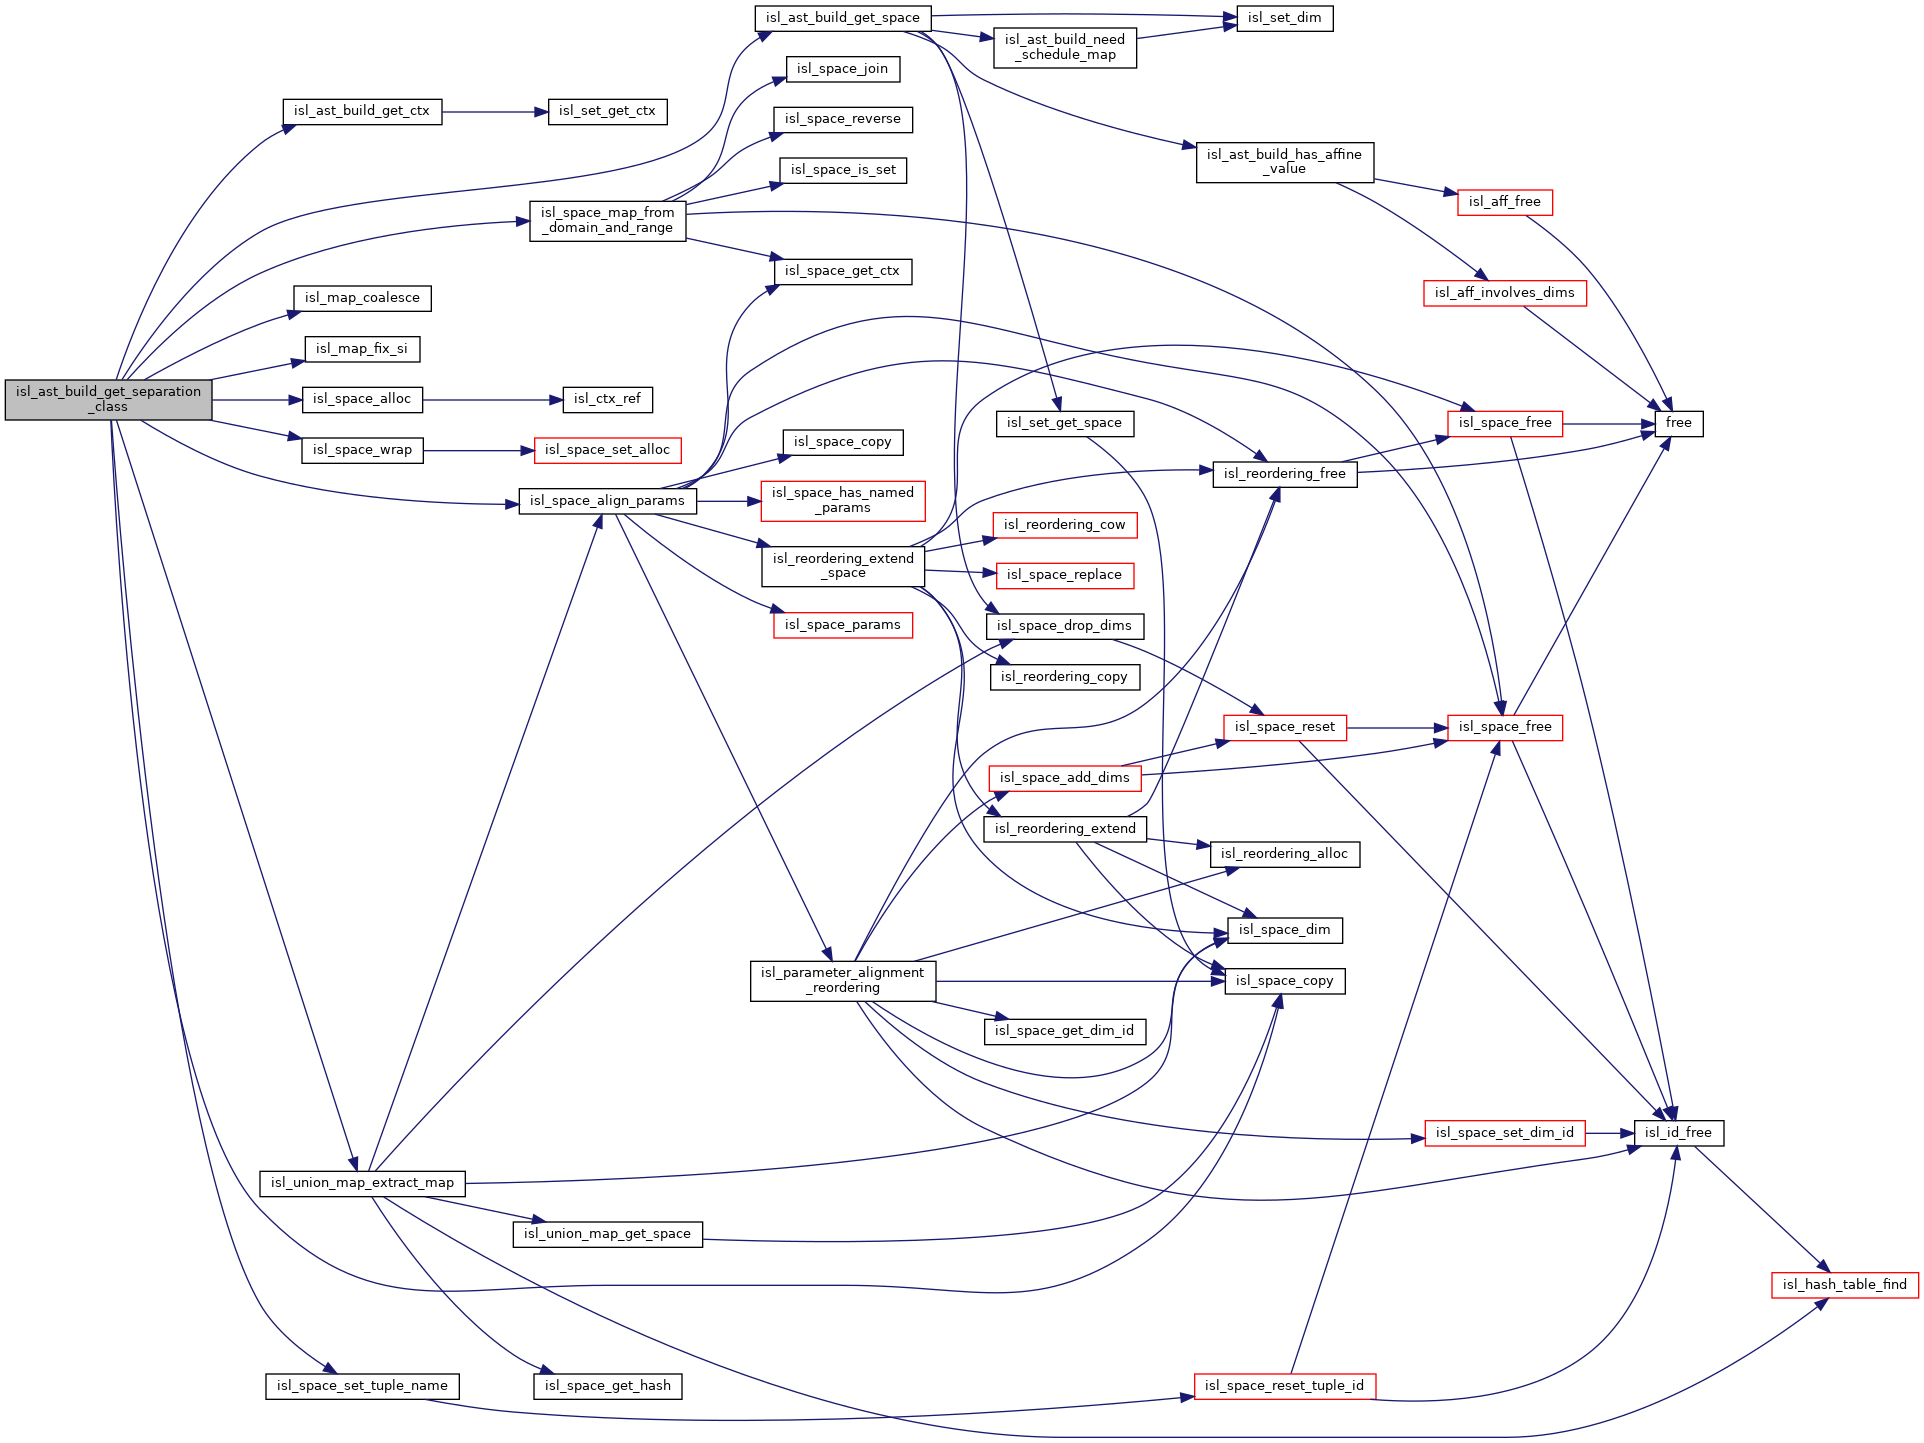 isl_ast_build_get_separation
_class
isl_ast_build_get_ctx
isl_set_get_ctx
isl_ast_build_get_space
isl_set_dim
isl_ast_build_need
_schedule_map
isl_space_join
isl_space_reverse
isl_space_is_set
isl_ast_build_has_affine
_value
isl_aff_free
isl_aff_involves_dims
isl_space_map_from
_domain_and_range
isl_space_get_ctx
isl_map_coalesce
isl_map_fix_si
isl_space_alloc
isl_ctx_ref
isl_space_wrap
isl_space_set_alloc
isl_set_get_space
isl_space_free
free
isl_space_copy
isl_reordering_free
isl_space_align_params
isl_space_has_named
_params
isl_reordering_cow
isl_reordering_extend
_space
isl_space_replace
isl_space_params
isl_space_drop_dims
isl_reordering_copy
isl_space_reset
isl_space_free
isl_space_add_dims
isl_reordering_extend
isl_reordering_alloc
isl_space_dim
isl_parameter_alignment
_reordering
isl_space_copy
isl_space_get_dim_id
isl_space_set_dim_id
isl_id_free
isl_union_map_extract_map
isl_union_map_get_space
isl_hash_table_find
isl_space_set_tuple_name
isl_space_get_hash
isl_space_reset_tuple_id